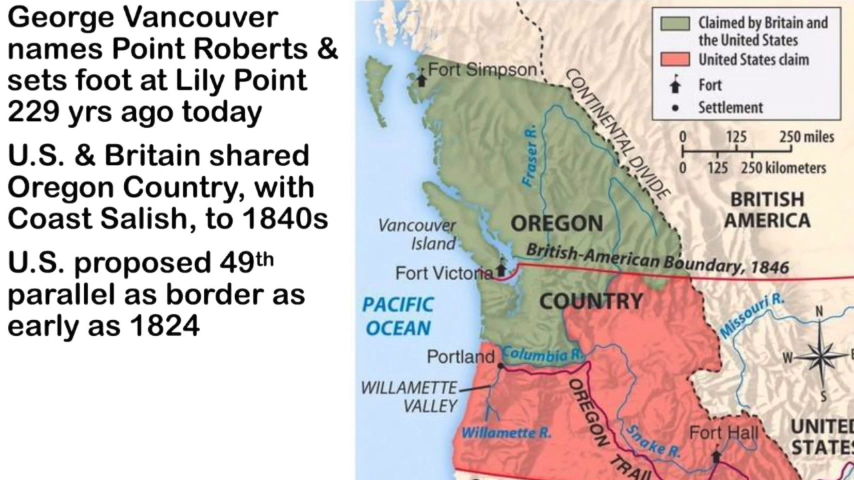 George Vancouver
names Point Roberts &
sets foot at Lily Point
229 yrs ago today
U.S. & Britain shared
Oregon Country, with
Coast Salish, to 1840s
U.S. proposed 49th
parallel as border as
early as 1824
Claimed by Britain and
the United States
United States claim
Fort
Settlement
0 125 250 miles
0 125 250 kilometers
Fort Simpson
CONTINENTAL DIVIDE
Fraser R.
BRITISH
AMERICA
Vancouver
Island
OREGON
British-American Boundary, 1846
Fort Victoria
COUNTRY
PACIFIC
OCEAN
Missouri R.
N
W
E
S
Portland
Columbia R.
WILLAMETTE
VALLEY
OREGON TRAIL
Willamette R.
Snake R.
Fort Hall
UNITED
STATES